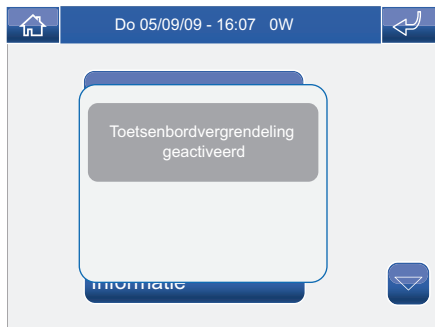 Do 05/09/09 - 16:07 0W
Toetsenbordvergrendeling
geactiveerd
Informatie